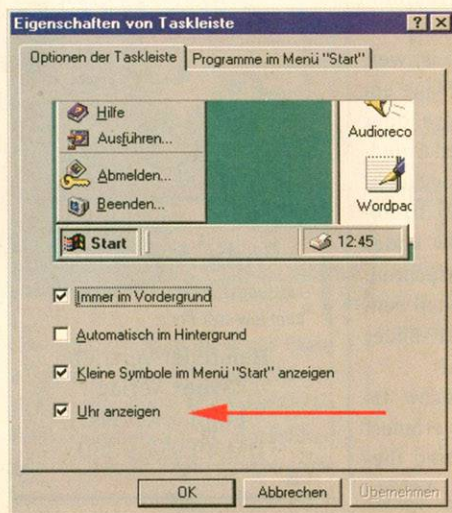 Eigenschaften von Taskleiste
Optionen der Taskleiste Programme im Menü "Start"
Hilfe
Ausführen...
Audioreco
Abmelden...
Beenden...
Wordpad
Start 12:45
Immer im Vordergrund
Automatisch im Hintergrund
Kleine Symbole im Menü "Start" anzeigen
Uhr anzeigen
OK Abbrechen Übernehmen